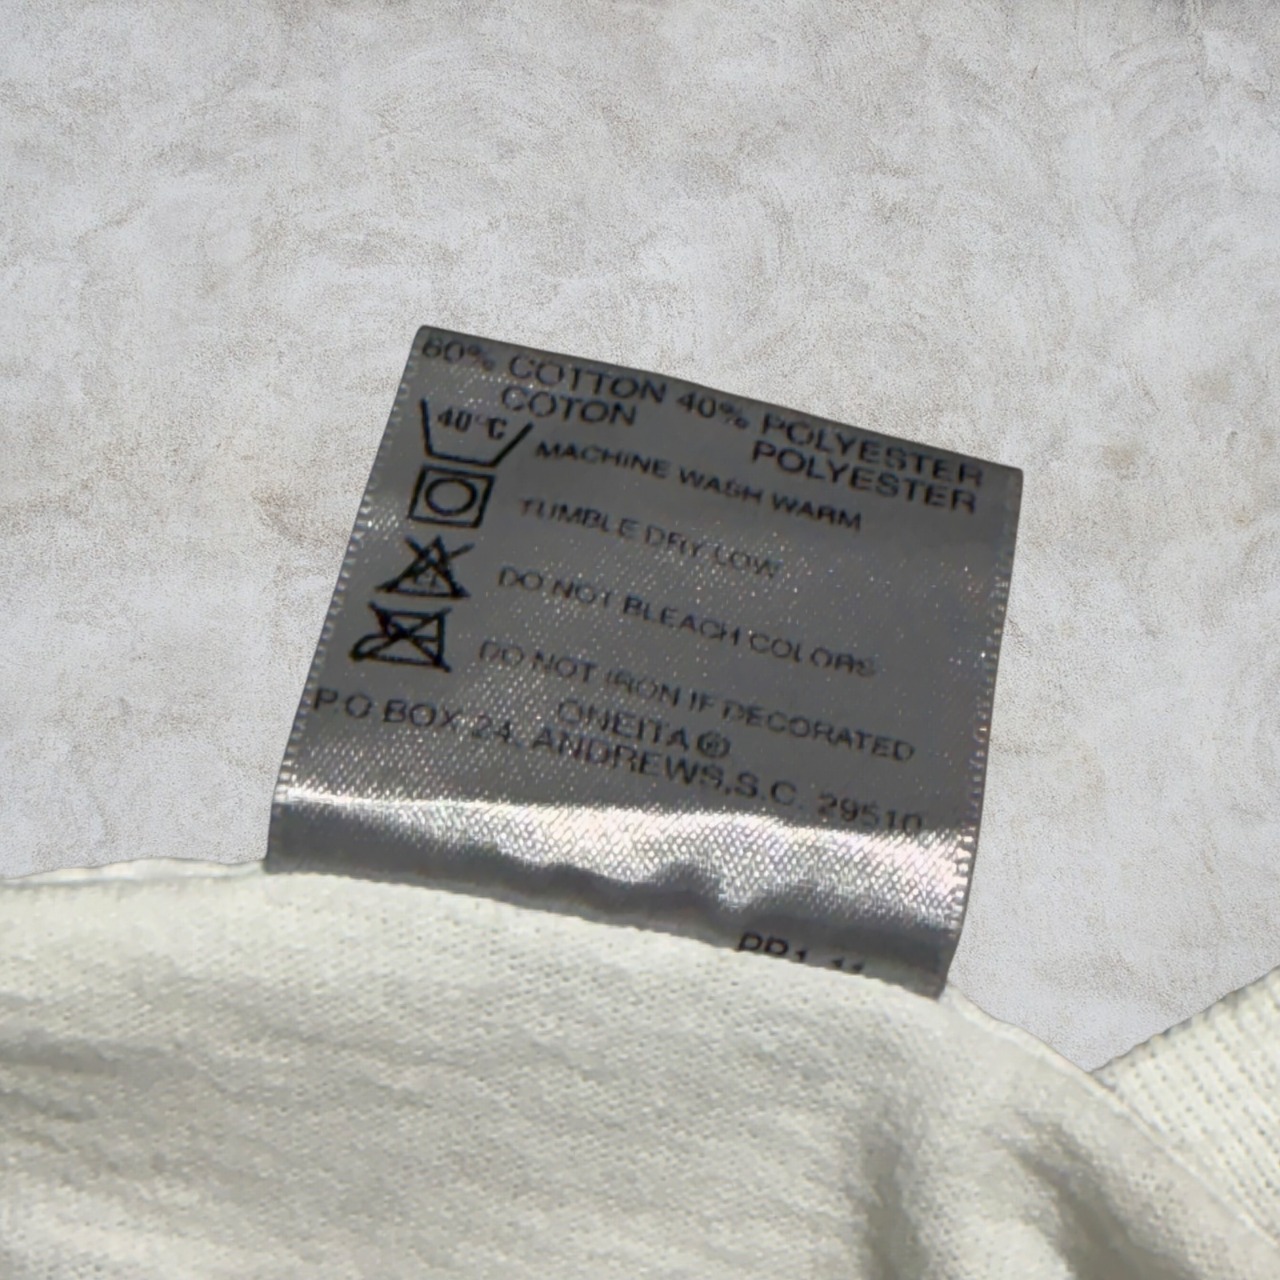 60% COTTON 40% POLYESTER
COTON POLYESTER
40°C MACHINE WASH WARM
TUMBLE DRY LOW
DO NOT BLEACH COLORS
DO NOT IRON IF DECORATED
ONEITA®
P.O BOX 24, ANDREWS,S.C. 29510